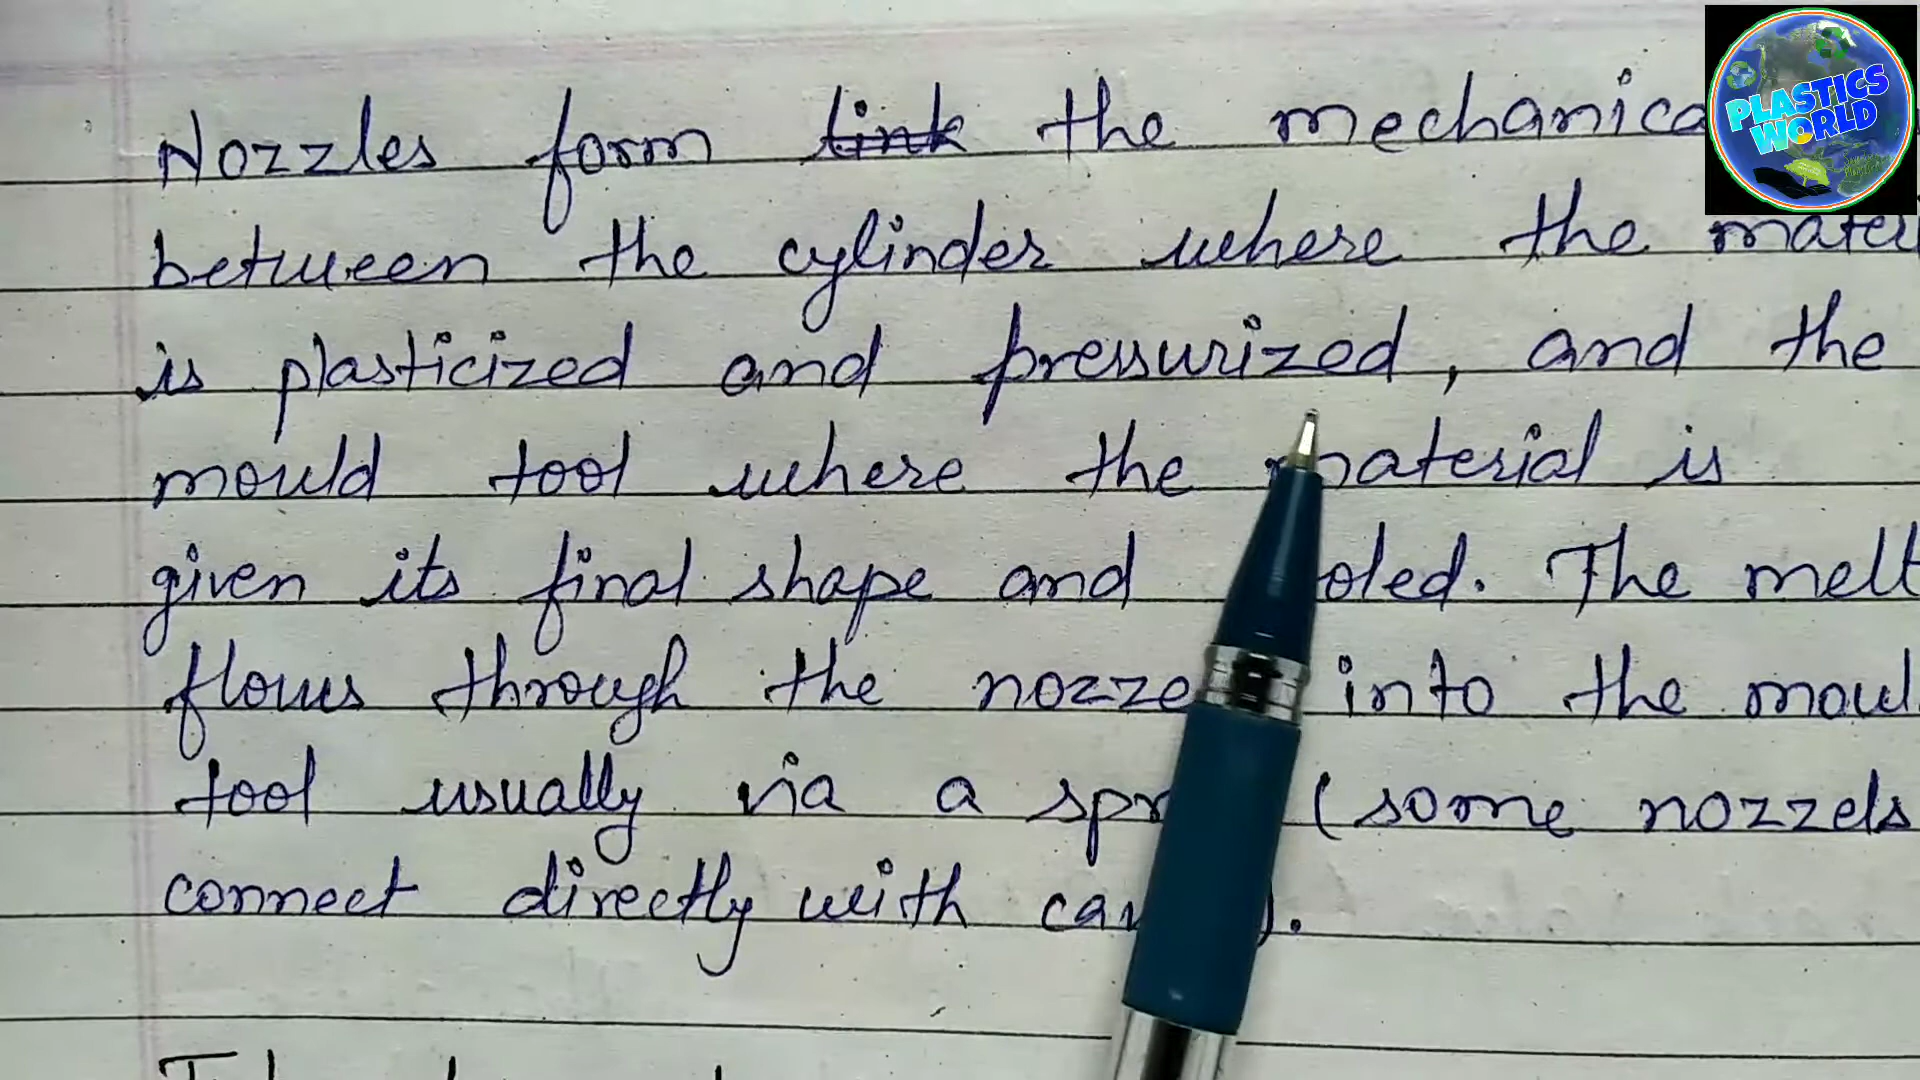 Nozzles form link the mechanica
between the cylinder where the mater
is plasticized and pressurized, and the
mould tool where the material is
given its final shape and oled. The melt
flows through the nozze into the moul
tool usually via a spr (some nozzels
connect directly with cav).
PLASTICS
WORLD